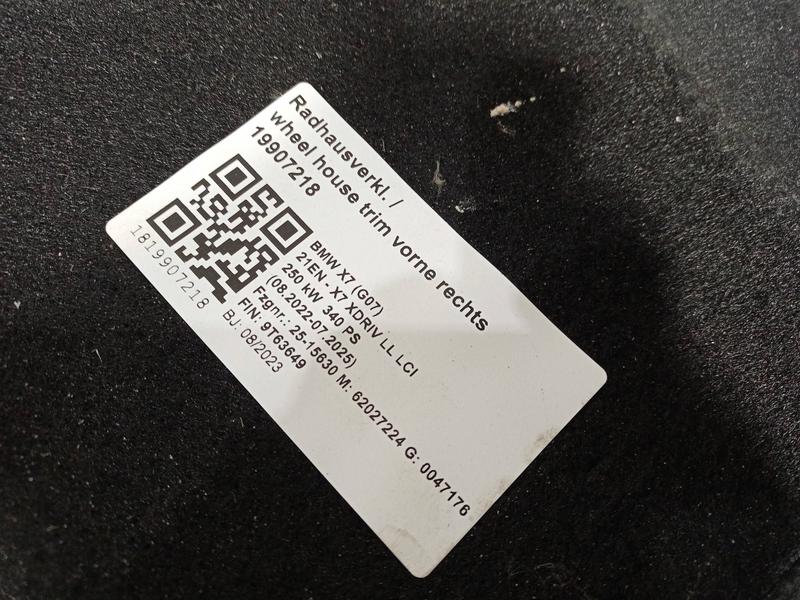 Radhausverkl. /
wheel house trim vorne rechts
19907218
1819907218
BMW X7 (G07)
21EN - X7 XDRIV LL LCI
250 kW 340 PS
(08.2022-07.2025)
Fzgnr.: 25-15630 M: 62027224 G: 0047176
FIN: 9T63649
BJ: 08/2023